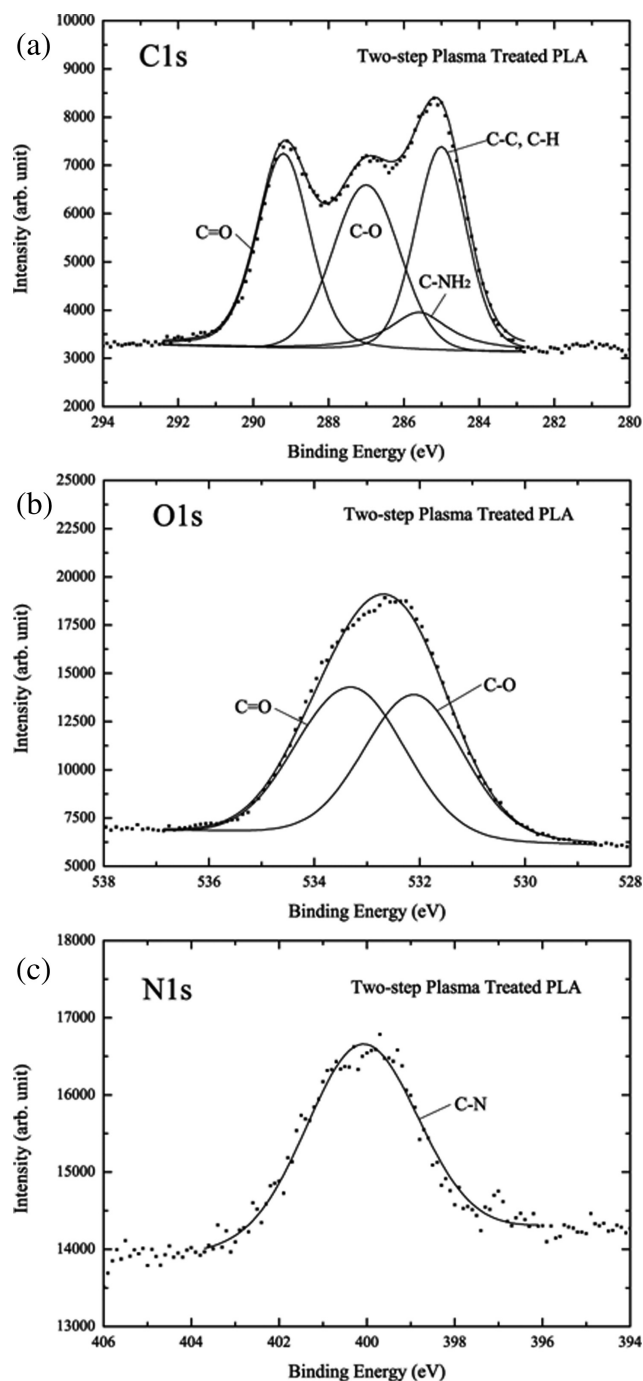 (a)
C1s
Two-step Plasma Treated PLA
10000
9000
8000
7000
6000
5000
4000
3000
2000
Intensity (arb. unit)
C=O
C-O
C-C, C-H
C-NH₂
294 292 290 288 286 284 282 280
Binding Energy (eV)
(b)
O1s
Two-step Plasma Treated PLA
25000
22500
20000
17500
15000
12500
10000
7500
5000
Intensity (arb. unit)
C=O
C-O
538 536 534 532 530 528
Binding Energy (eV)
(c)
N1s
Two-step Plasma Treated PLA
18000
17000
16000
15000
14000
13000
Intensity (arb. unit)
C-N
406 404 402 400 398 396 394
Binding Energy (eV)